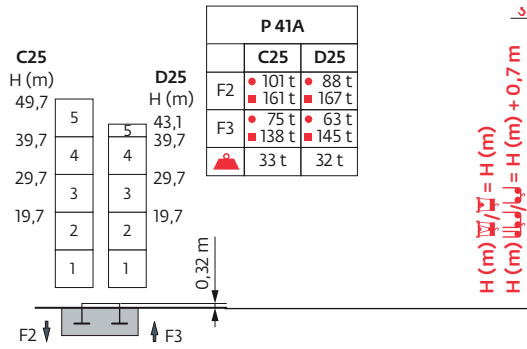 P 41A
C25 D25
F2 ● 101 t ● 88 t
■ 161 t ■ 167 t
F3 ● 75 t ● 63 t
■ 138 t ■ 145 t
33 t 32 t
C25
H (m)
49,7
39,7
29,7
19,7
5
4
3
2
1
D25
H (m)
43,1
39,7
29,7
19,7
5
4
3
2
1
0,32 m
F2
F3
H (m) / = H (m)
H (m) / = H (m) + 0,7 m